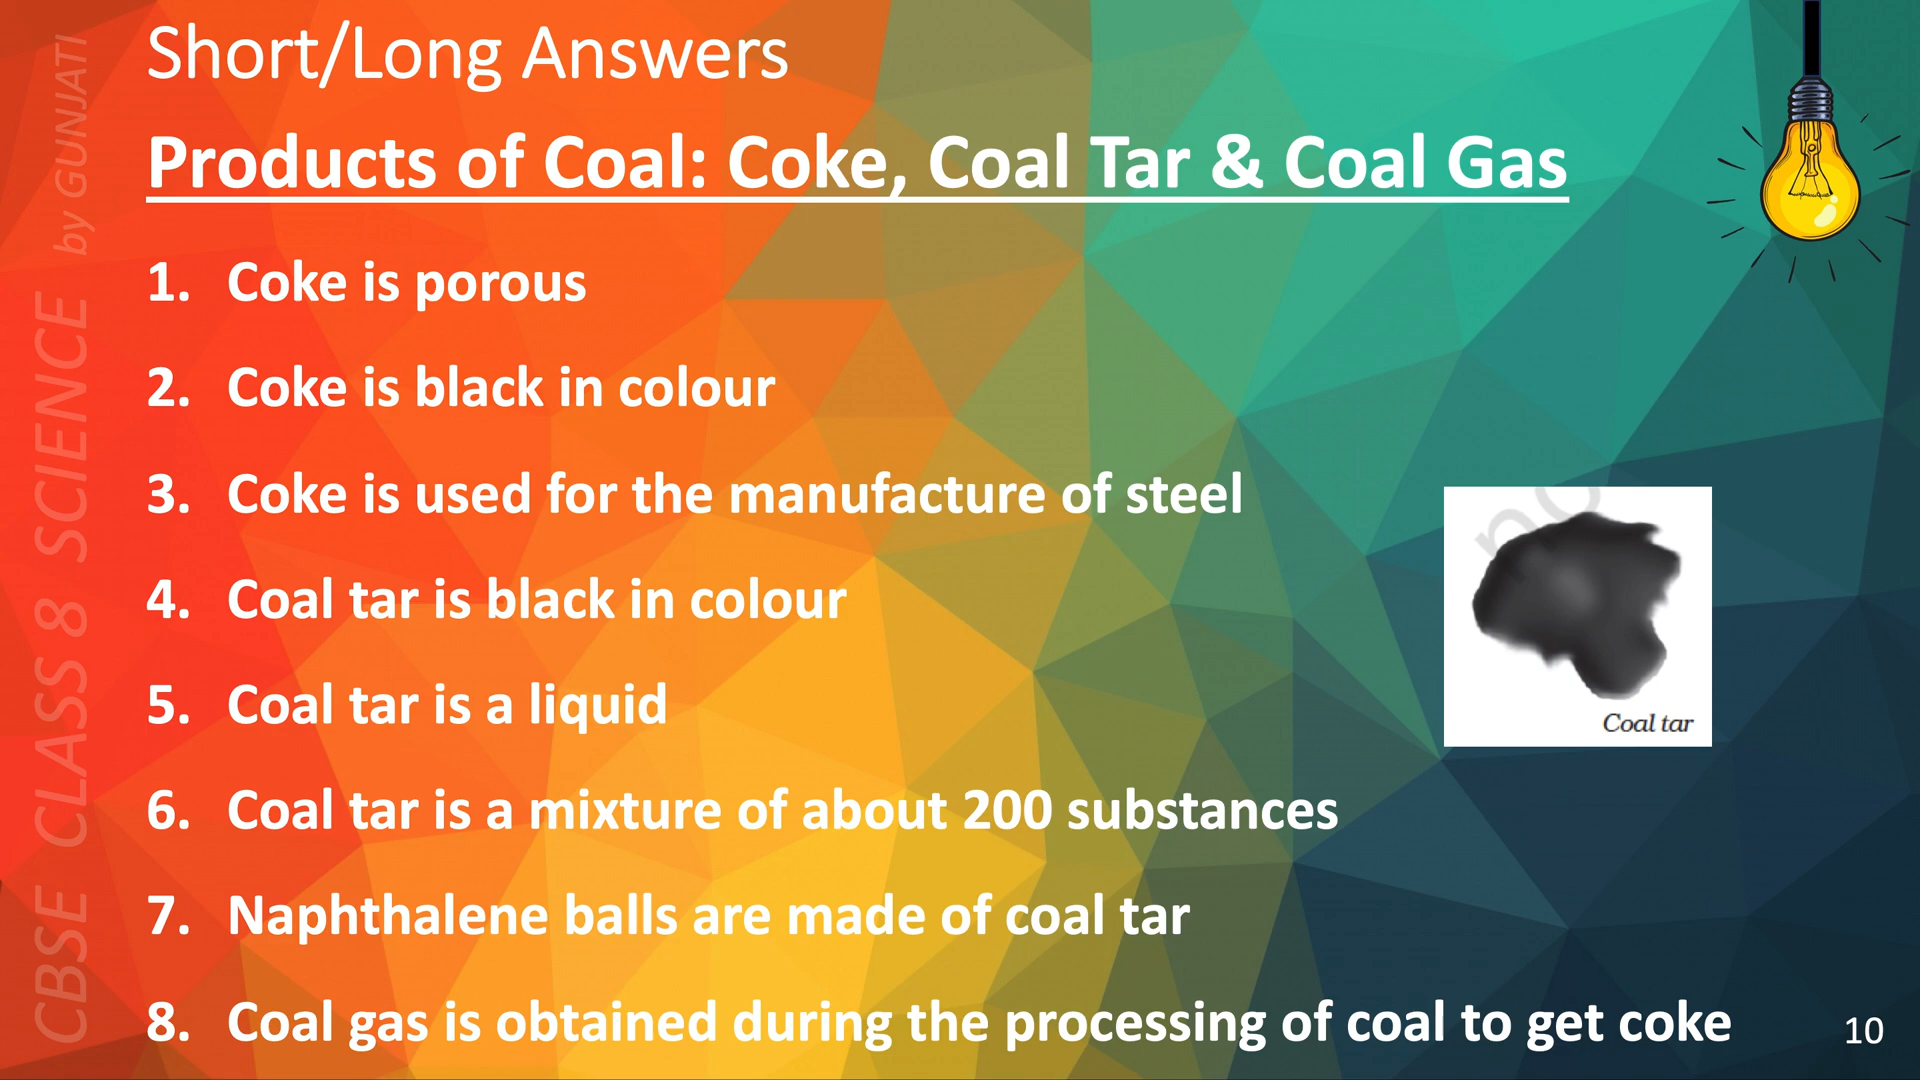 Short/Long Answers
Products of Coal: Coke, Coal Tar & Coal Gas
1. Coke is porous
2. Coke is black in colour
3. Coke is used for the manufacture of steel
4. Coal tar is black in colour
5. Coal tar is a liquid
6. Coal tar is a mixture of about 200 substances
7. Naphthalene balls are made of coal tar
8. Coal gas is obtained during the processing of coal to get coke
no
Coal tar
10
CBSE CLASS 8 SCIENCE by GUNJATI